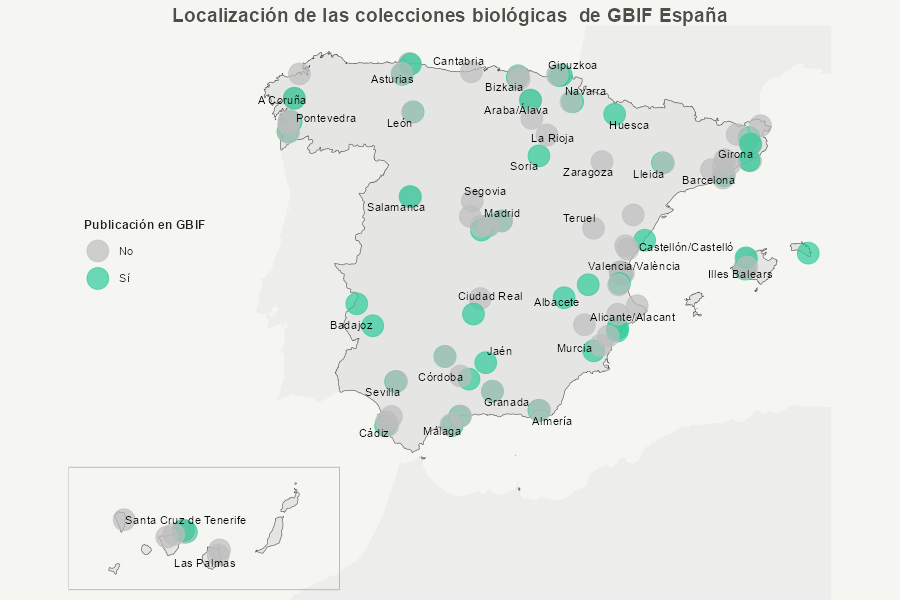 Localización de las colecciones biológicas  de GBIF España
Cantabria
Gipuzkoa
Asturias
Bizkaia
Navarra
A Coruña
Araba/Álava
Pontevedra
León
Huesca
La Rioja
Girona
Soria
Zaragoza
Lleida
Barcelona
Segovia
Salamanca
Madrid
Teruel
Publicación en GBIF
No
Sí
Castellón/Castelló
Valencia/València
Illes Balears
Ciudad Real
Albacete
Badajoz
Alicante/Alacant
Jaén
Murcia
Córdoba
Sevilla
Granada
Almería
Cádiz
Málaga
Santa Cruz de Tenerife
Las Palmas